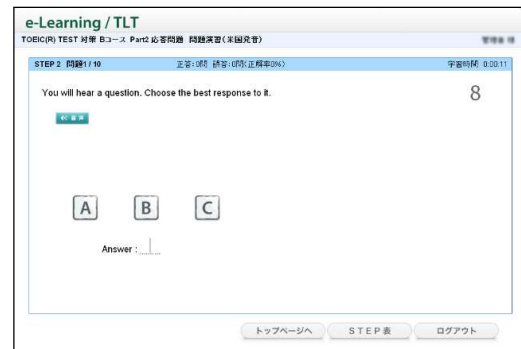 e-Learning / TLT
TOEIC(R) TEST 対策 Bコース Part2 応答問題 問題演習(米国発音)
STEP 2 問題1 / 10 正答:0問 誤答:0問(正解率0%) 学習時間 0:00:11
You will hear a question. Choose the best response to it.
8
A B C
Answer :
トップページへ STEP表 ログアウト